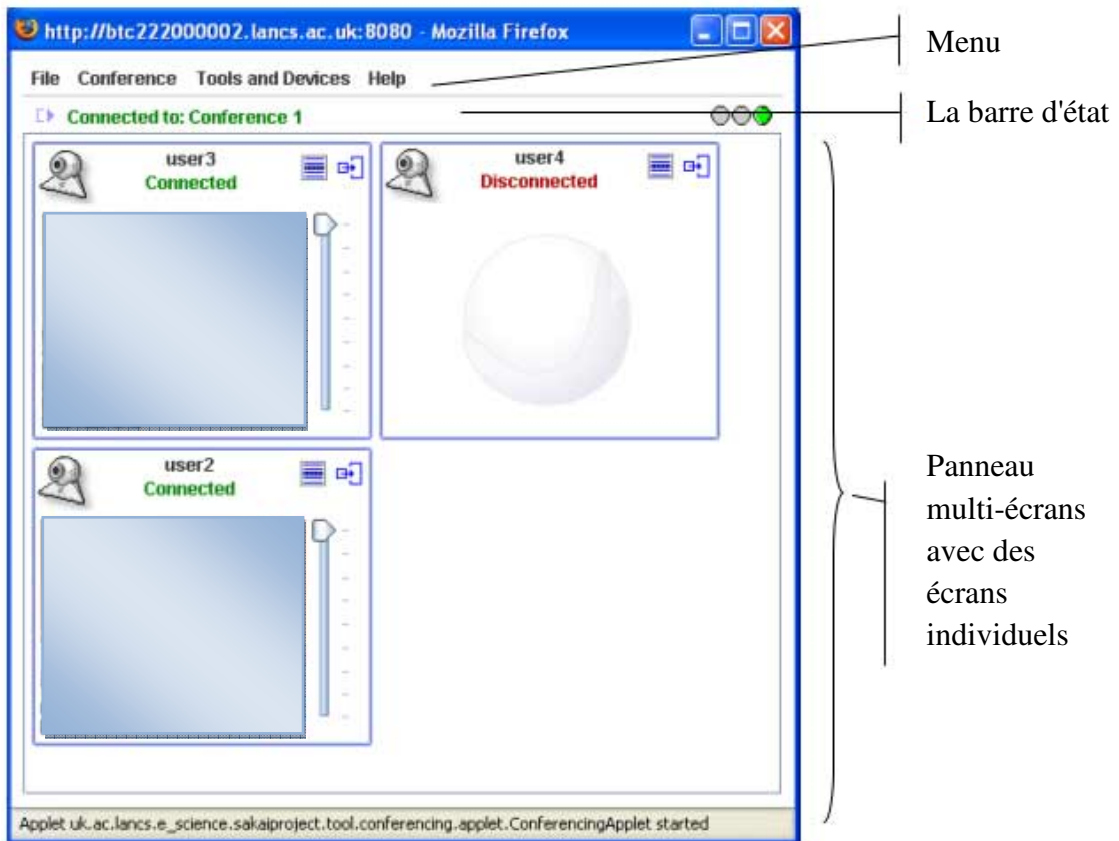 http://btc222000002.lancs.ac.uk:8080 - Mozilla Firefox
File Conference Tools and Devices Help
Connected to: Conference 1
user3
Connected
user4
Disconnected
user2
Connected
Applet uk.ac.lancs.e_science.sakaiproject.tool.conferencing.applet.ConferencingApplet started
Menu
La barre d'état
Panneau
multi-écrans
avec des
écrans
individuels